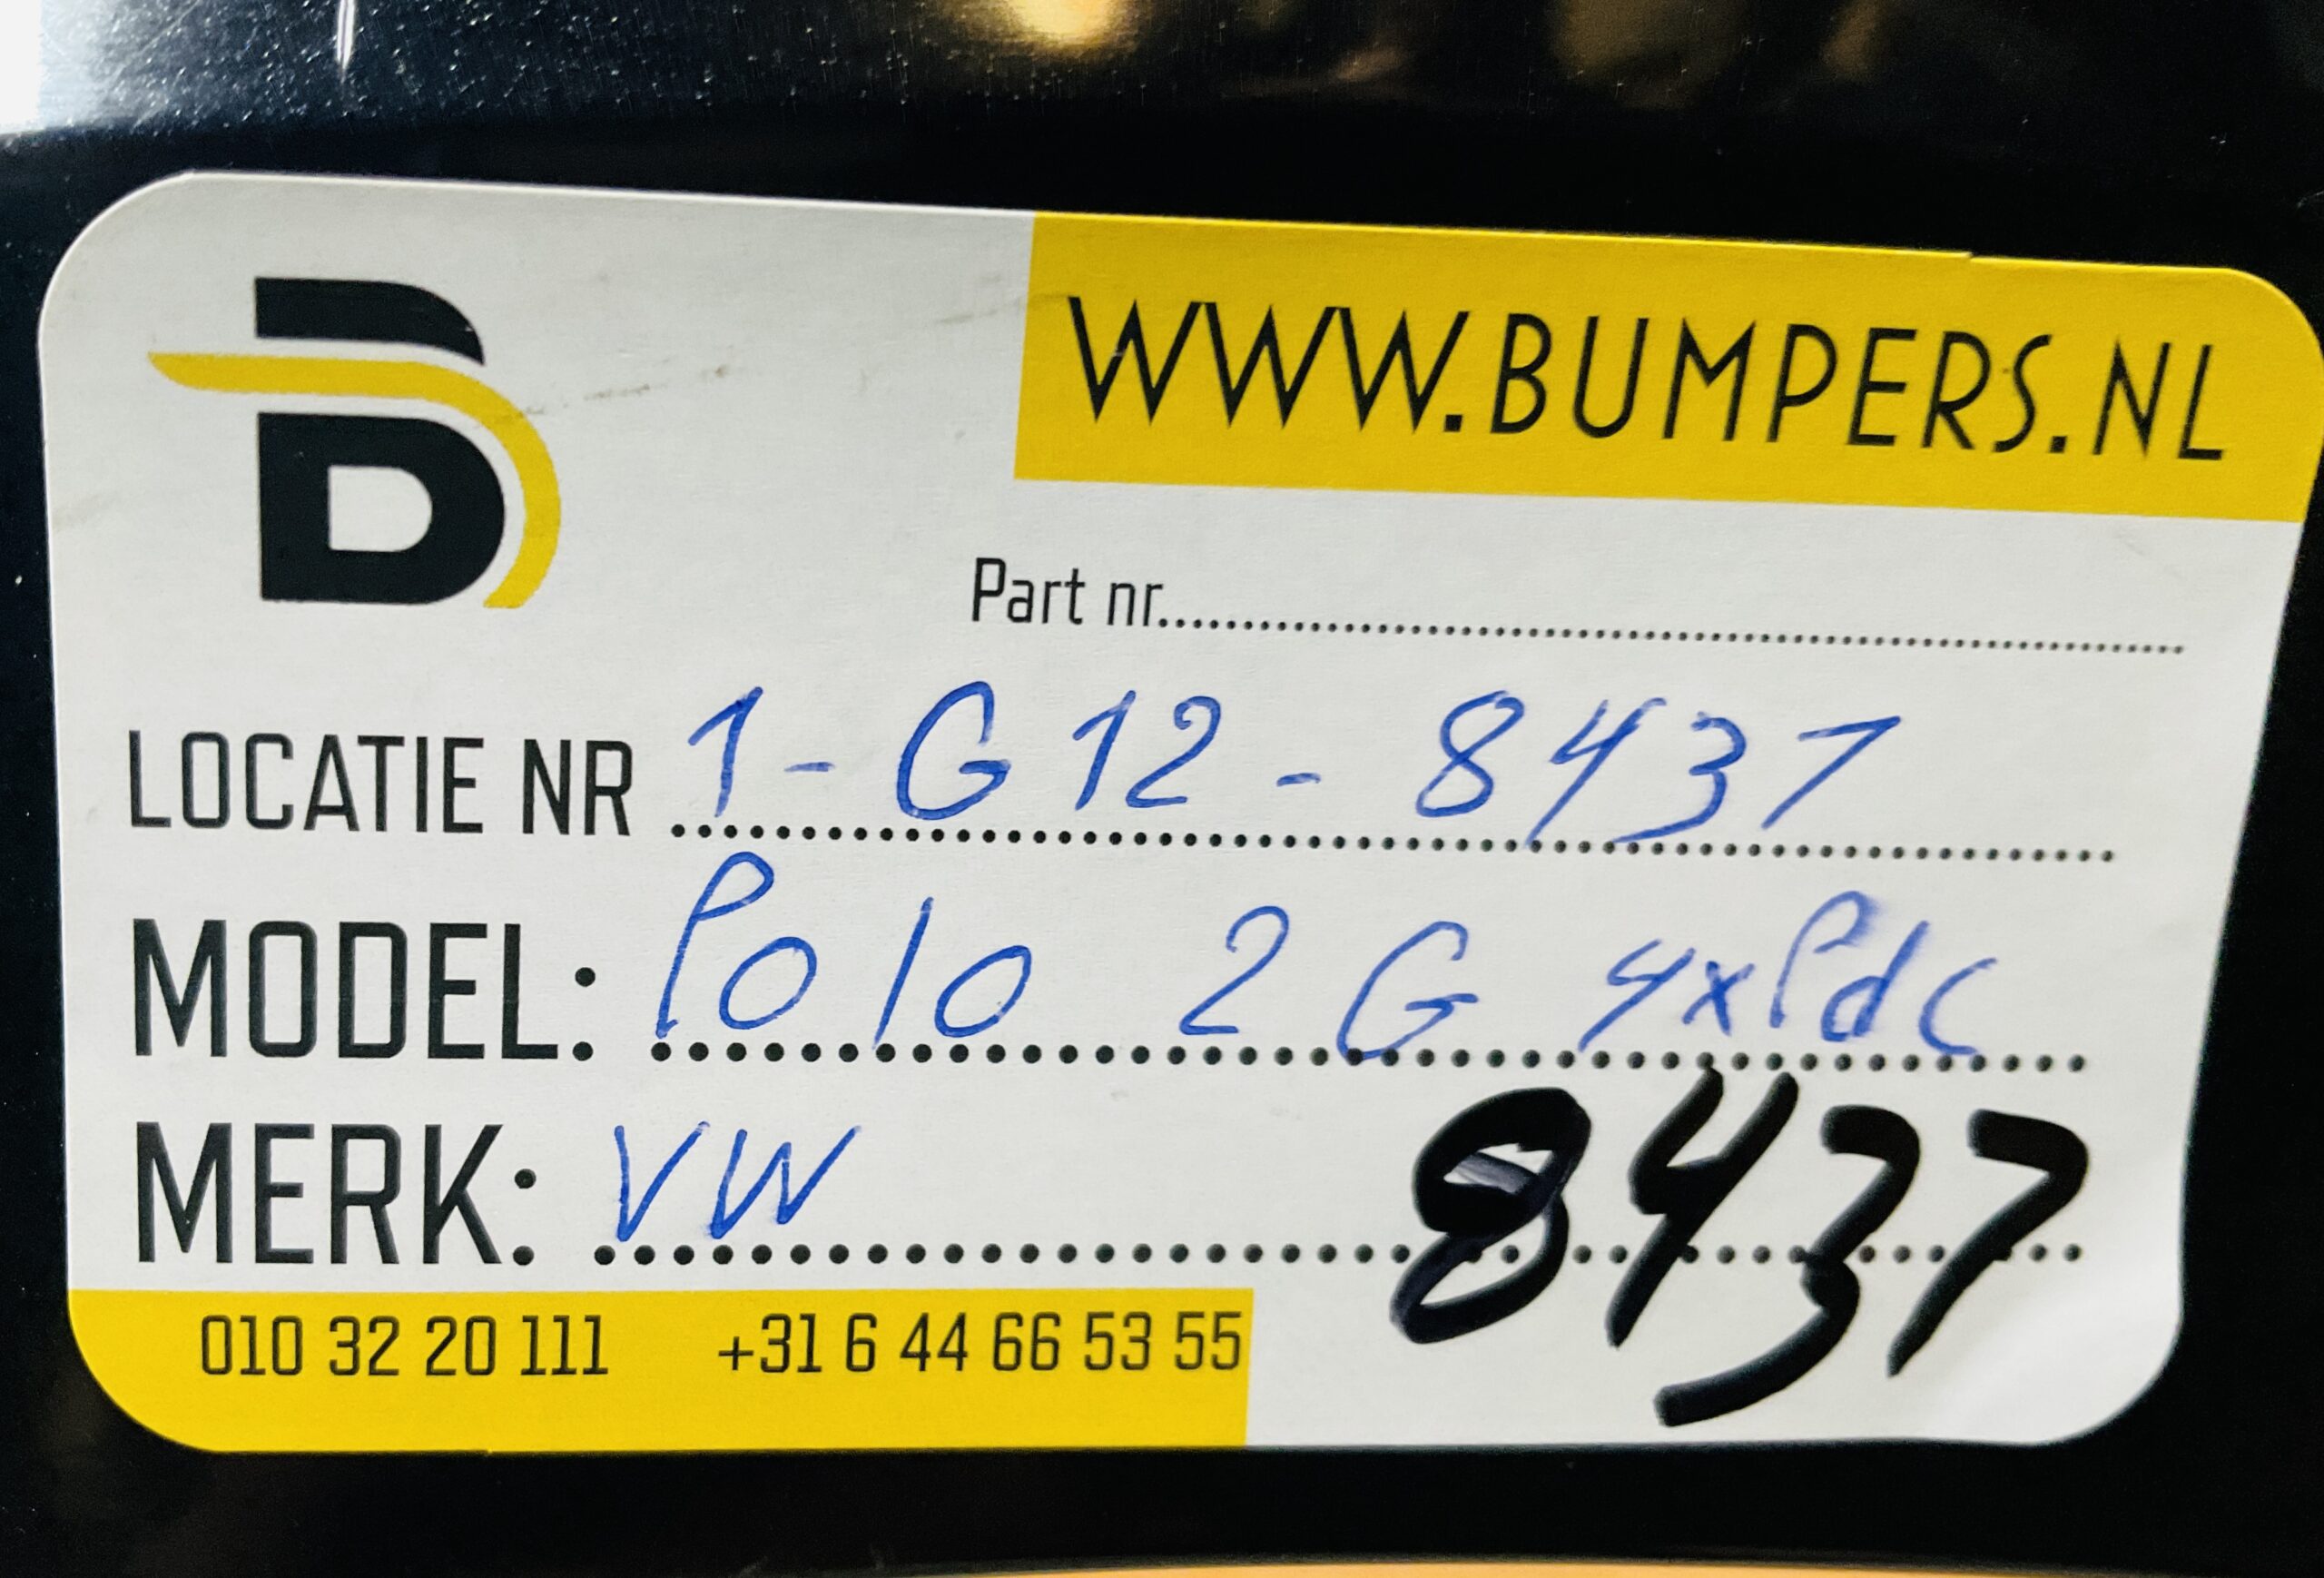 B
WWW.BUMPERS.NL
Part nr.
LOCATIE NR 1 - G 12 - 8437
MODEL: Polo 2G 4xPdc
MERK: VW
8437
010 32 20 111 +31 6 44 66 53 55